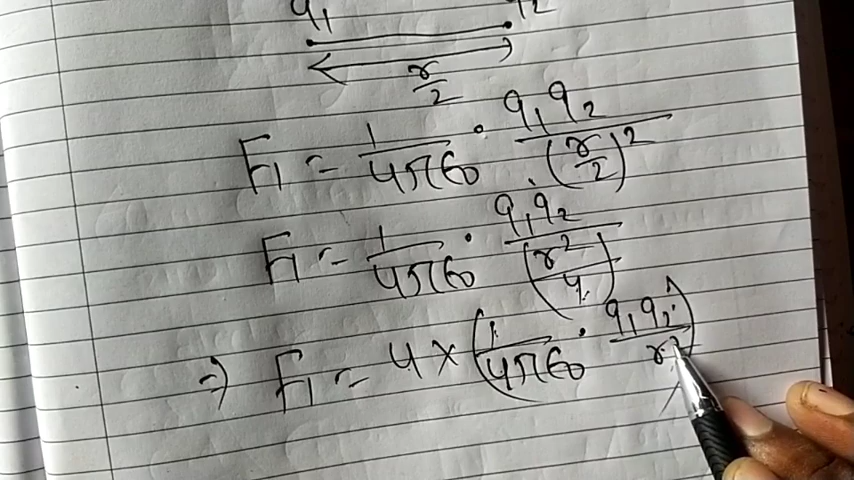 q₁ q₂
r/2
F₁ = 1/4πε₀ · q₁q₂/(r/2)²
F₁ = 1/4πε₀ · q₁q₂/(r²/4)
⇒ F₁ = 4 × (1/4πε₀ · q₁q₂/r²)